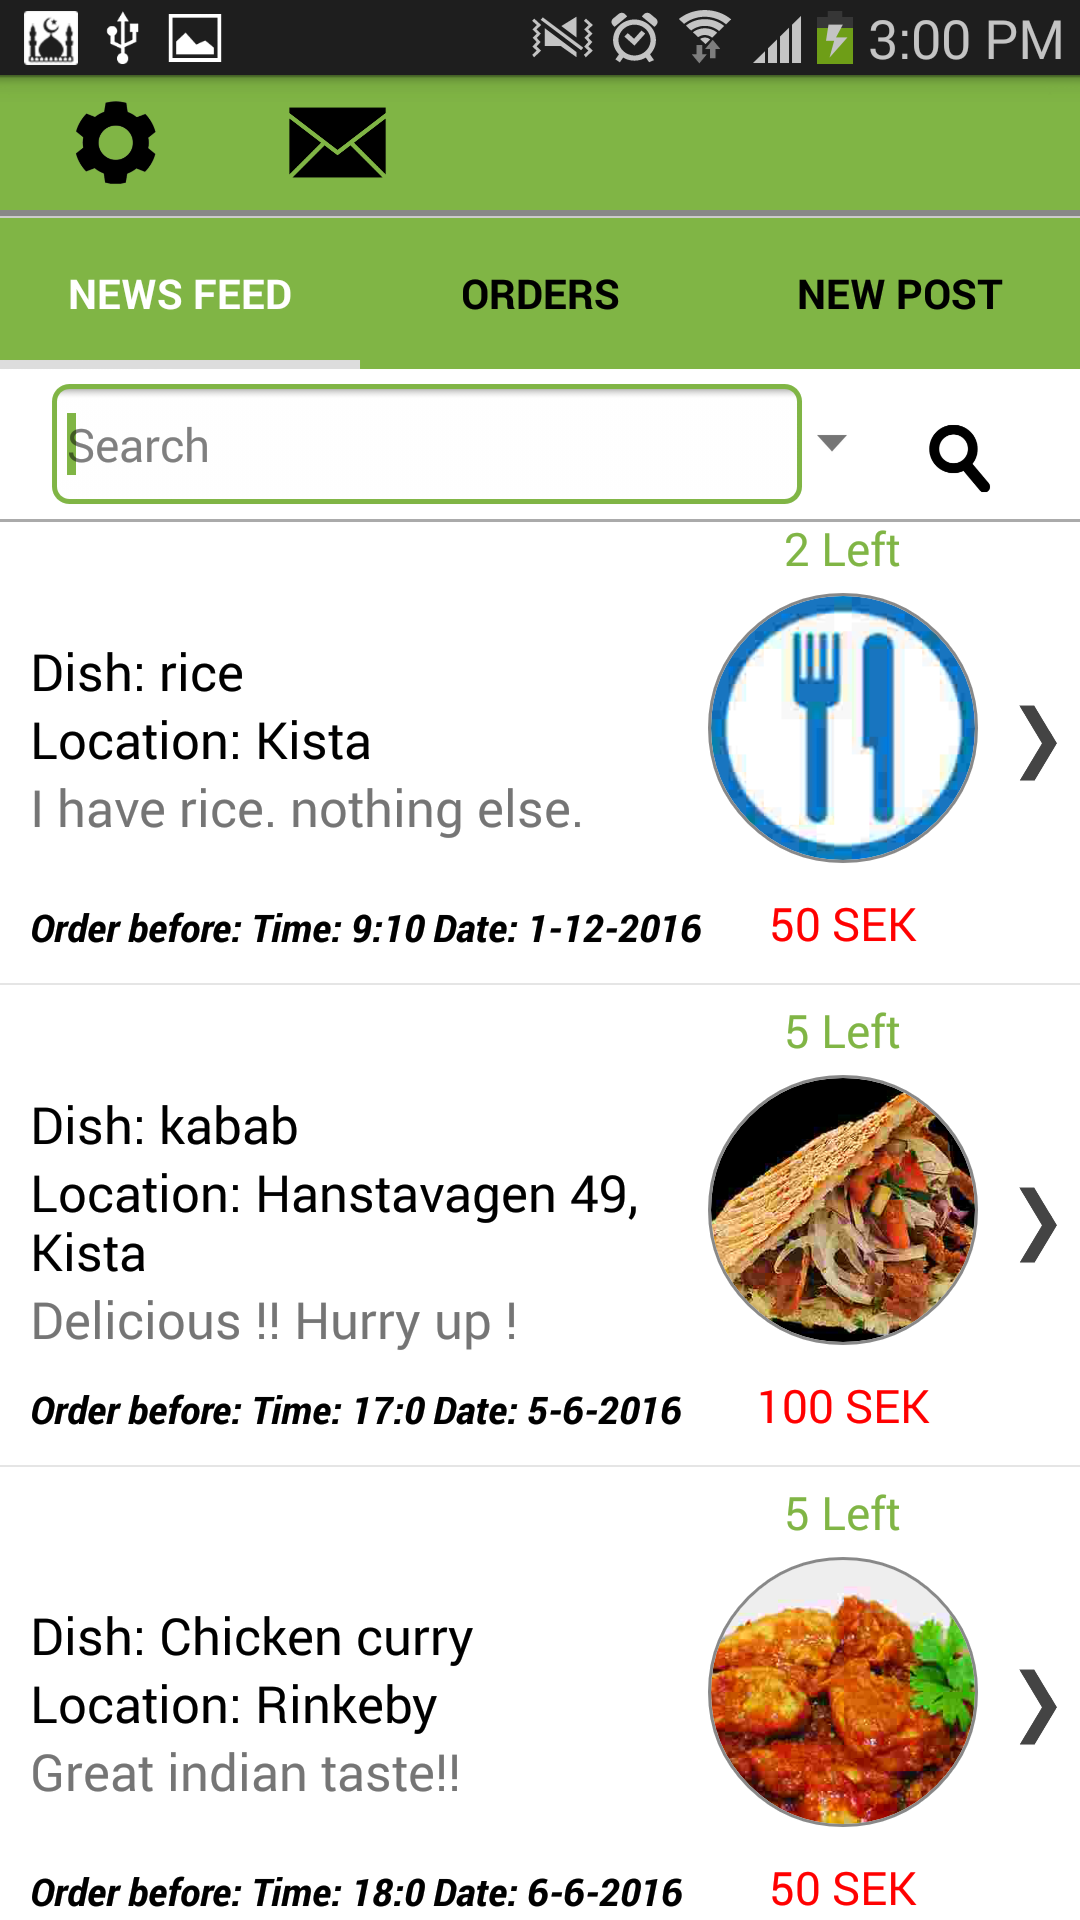 3:00 PM
NEWS FEED
ORDERS
NEW POST
Search
2 Left
Dish: rice
Location: Kista
I have rice. nothing else.
Order before: Time: 9:10 Date: 1-12-2016
50 SEK
5 Left
Dish: kabab
Location: Hanstavagen 49,
Kista
Delicious !! Hurry up !
Order before: Time: 17:0 Date: 5-6-2016
100 SEK
5 Left
Dish: Chicken curry
Location: Rinkeby
Great indian taste!!
Order before: Time: 18:0 Date: 6-6-2016
50 SEK